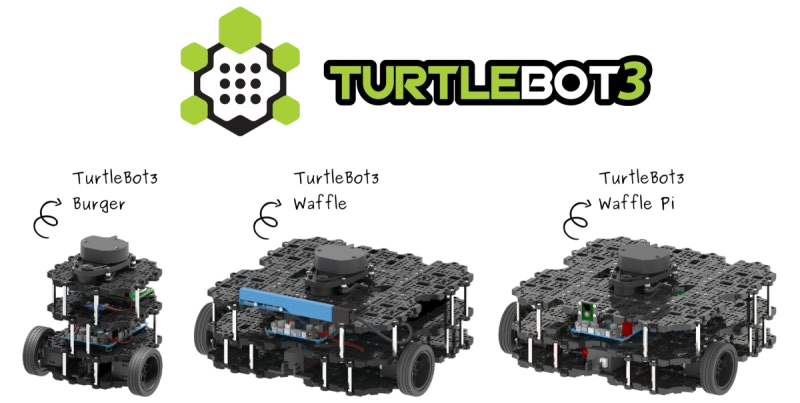 TURTLEBOT3
TurtleBot3
Burger
TurtleBot3
Waffle
TurtleBot3
Waffle Pi